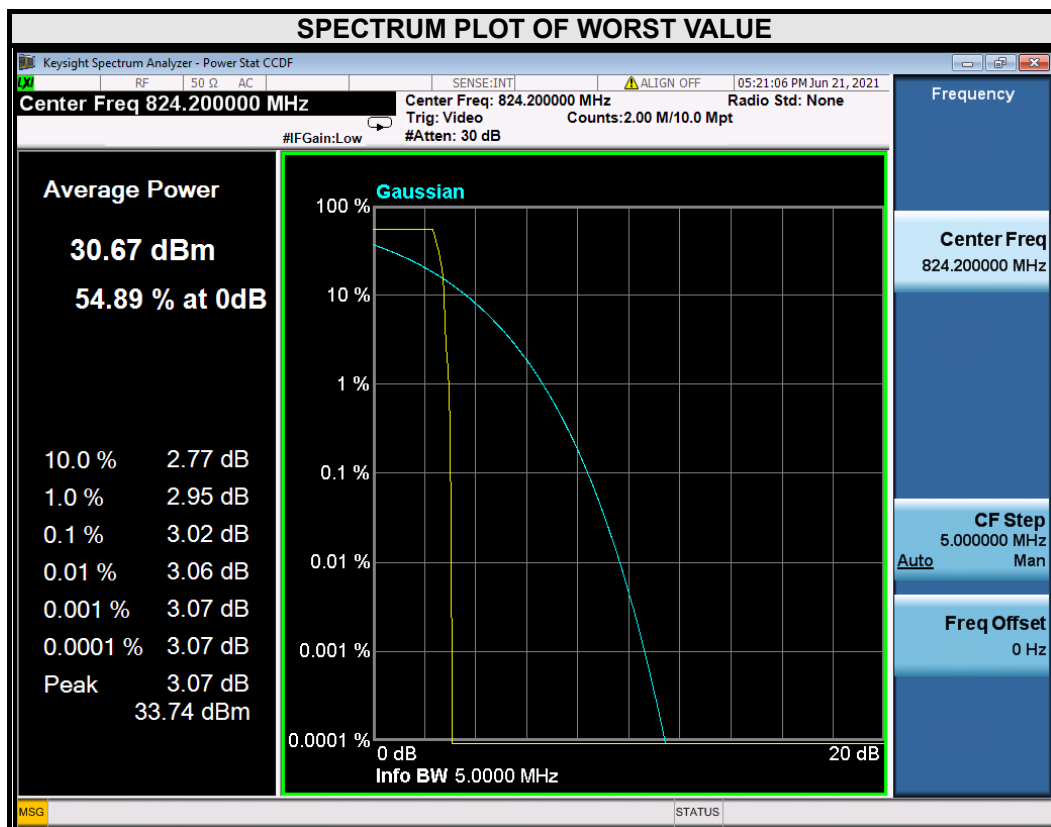 SPECTRUM PLOT OF WORST VALUE
Keysight Spectrum Analyzer - Power Stat CCDF
LXI RF 50 Ω AC SENSE:INT ALIGN OFF 05:21:06 PM Jun 21, 2021
Center Freq 824.200000 MHz
Center Freq: 824.200000 MHz Radio Std: None
Trig: Video Counts:2.00 M/10.0 Mpt
#IFGain:Low #Atten: 30 dB
Average Power
30.67 dBm
54.89 % at 0dB
10.0 % 2.77 dB
1.0 % 2.95 dB
0.1 % 3.02 dB
0.01 % 3.06 dB
0.001 % 3.07 dB
0.0001 % 3.07 dB
Peak 3.07 dB
33.74 dBm
Gaussian
100 %
10 %
1 %
0.1 %
0.01 %
0.001 %
0.0001 %
0 dB 20 dB
Info BW 5.0000 MHz
Frequency
Center Freq
824.200000 MHz
CF Step
5.000000 MHz
Auto Man
Freq Offset
0 Hz
MSG STATUS